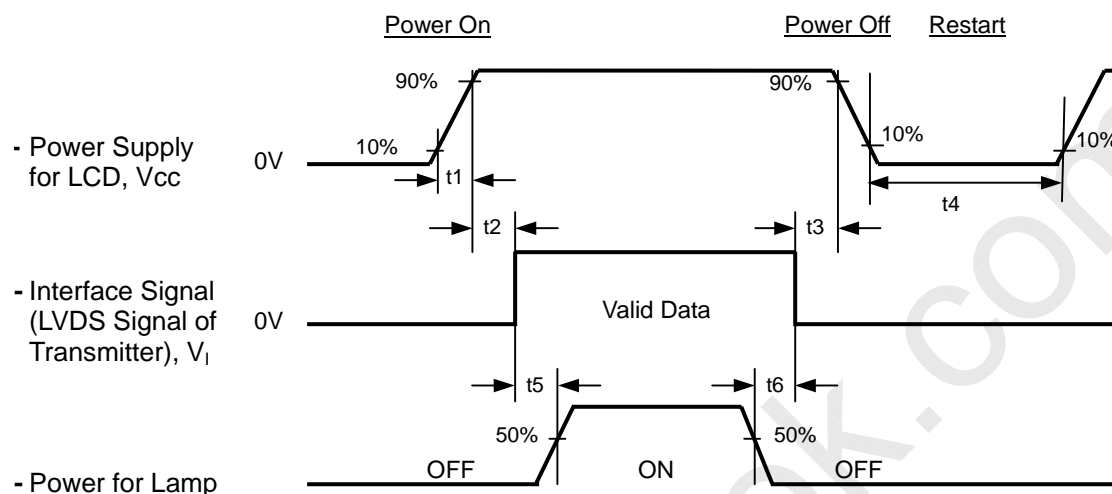 Power On
Power Off
Restart
90%
90%
10%
10%
10%
- Power Supply
for LCD, Vcc
0V
t1
t4
t2
t3
- Interface Signal
(LVDS Signal of
Transmitter), VI
0V
Valid Data
t5
t6
50%
50%
OFF
ON
OFF
- Power for Lamp